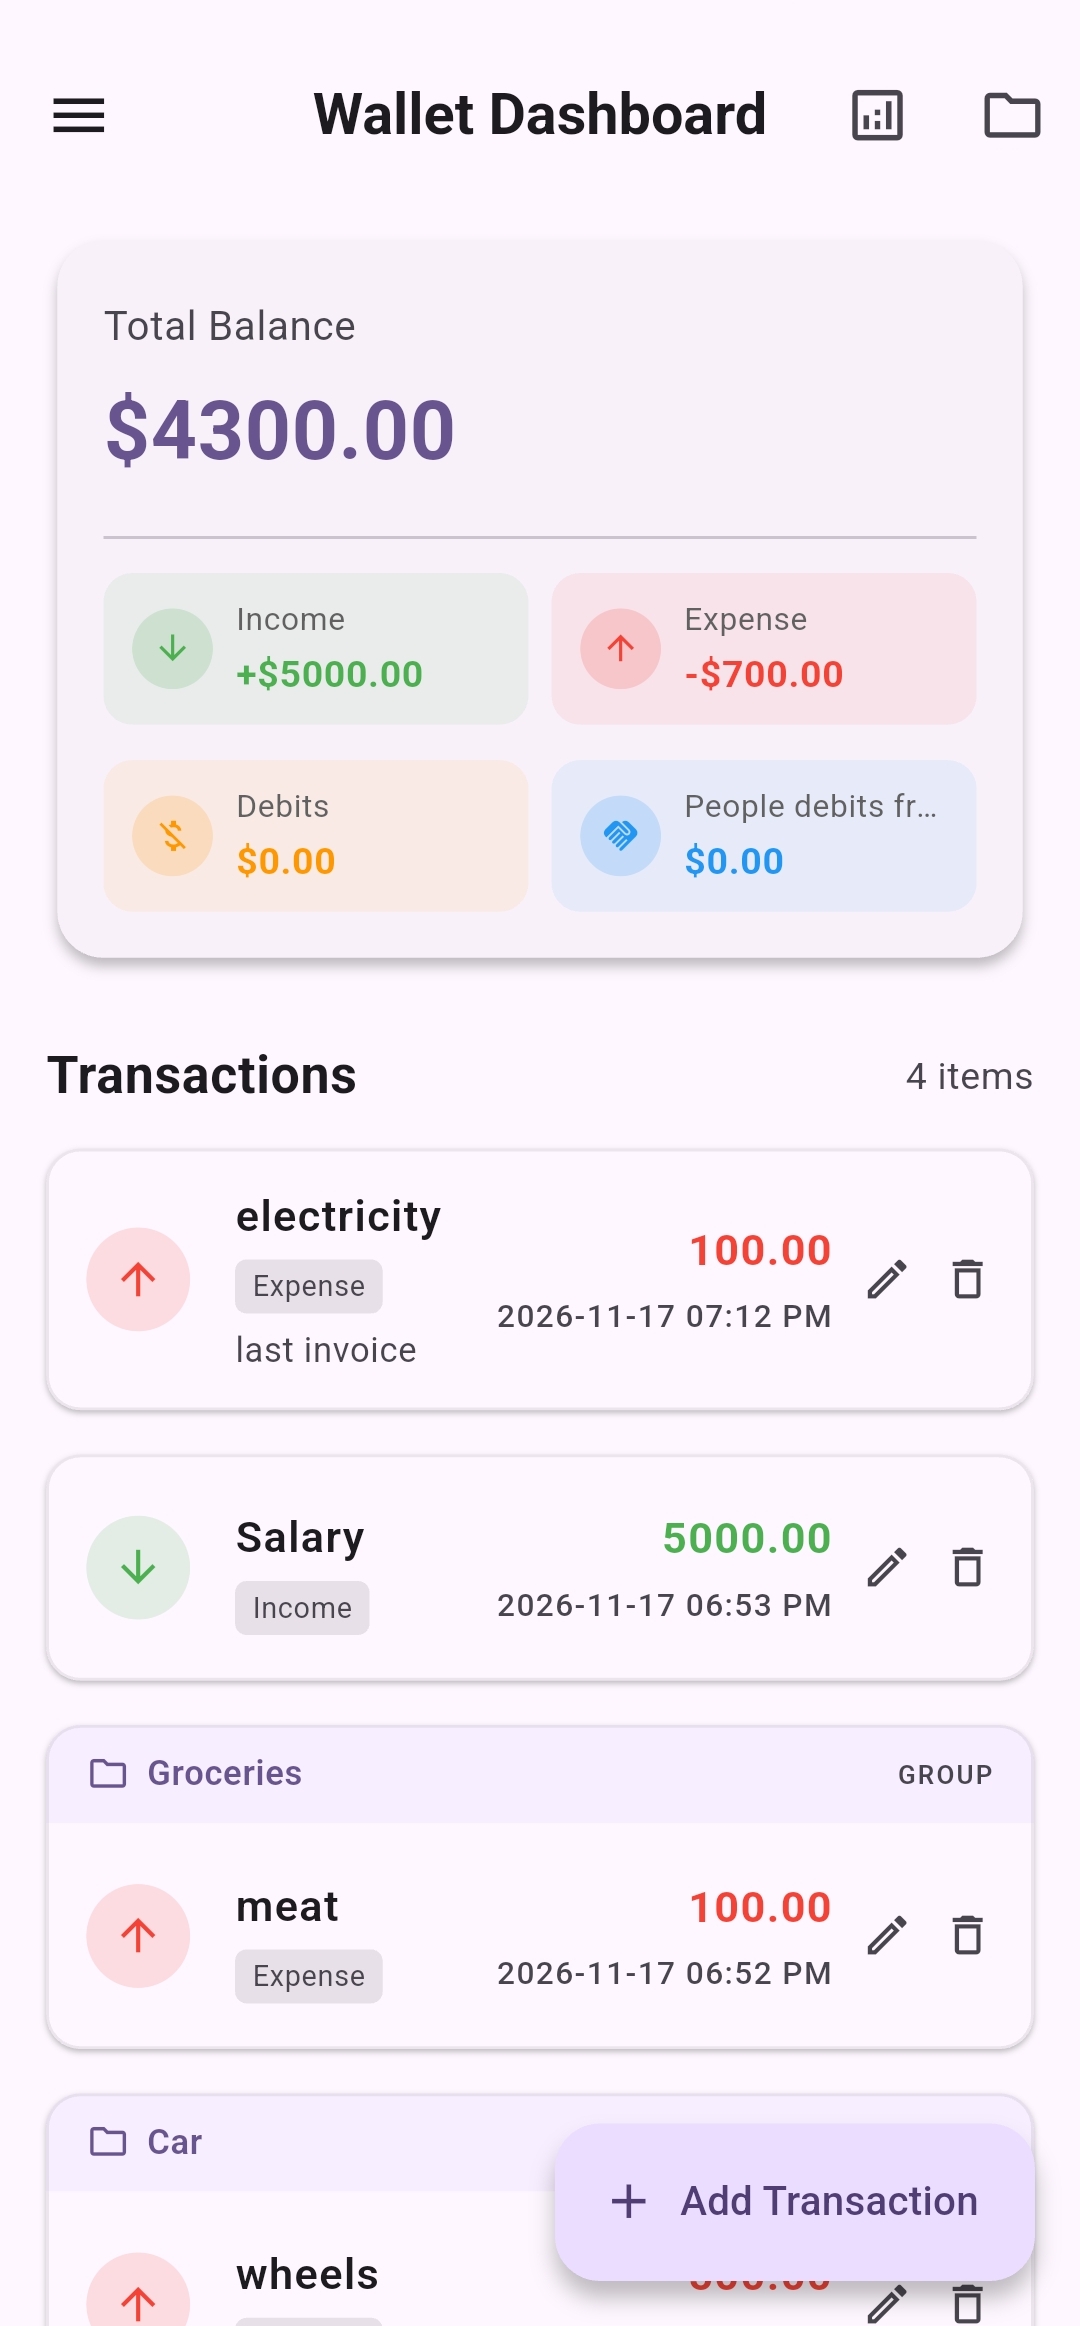 Wallet Dashboard
Total Balance
$4300.00
Income
+$5000.00
Expense
-$700.00
Debits
$0.00
People debits fr...
$0.00
Transactions
4 items
electricity
100.00
Expense
2026-11-17 07:12 PM
last invoice
Salary
5000.00
Income
2026-11-17 06:53 PM
Groceries
GROUP
meat
100.00
Expense
2026-11-17 06:52 PM
Car
Add Transaction
wheels